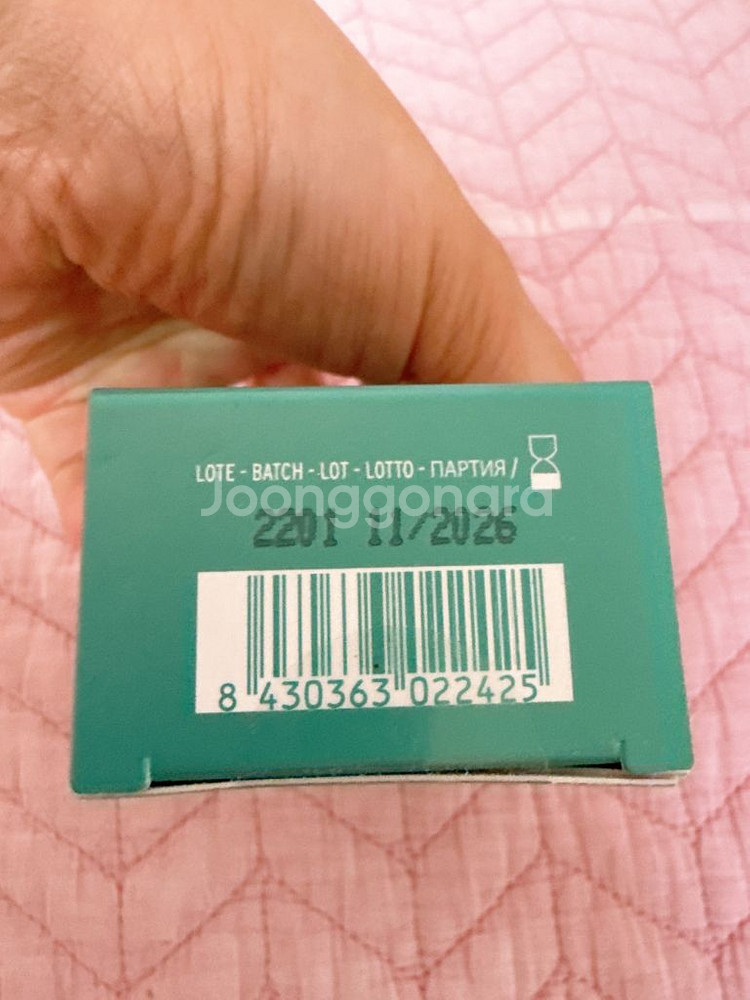 LOTE - BATCH - LOT - LOTTO - ПАРТИЯ /
Joonggonara
2201 11/2026
8 430363 022425